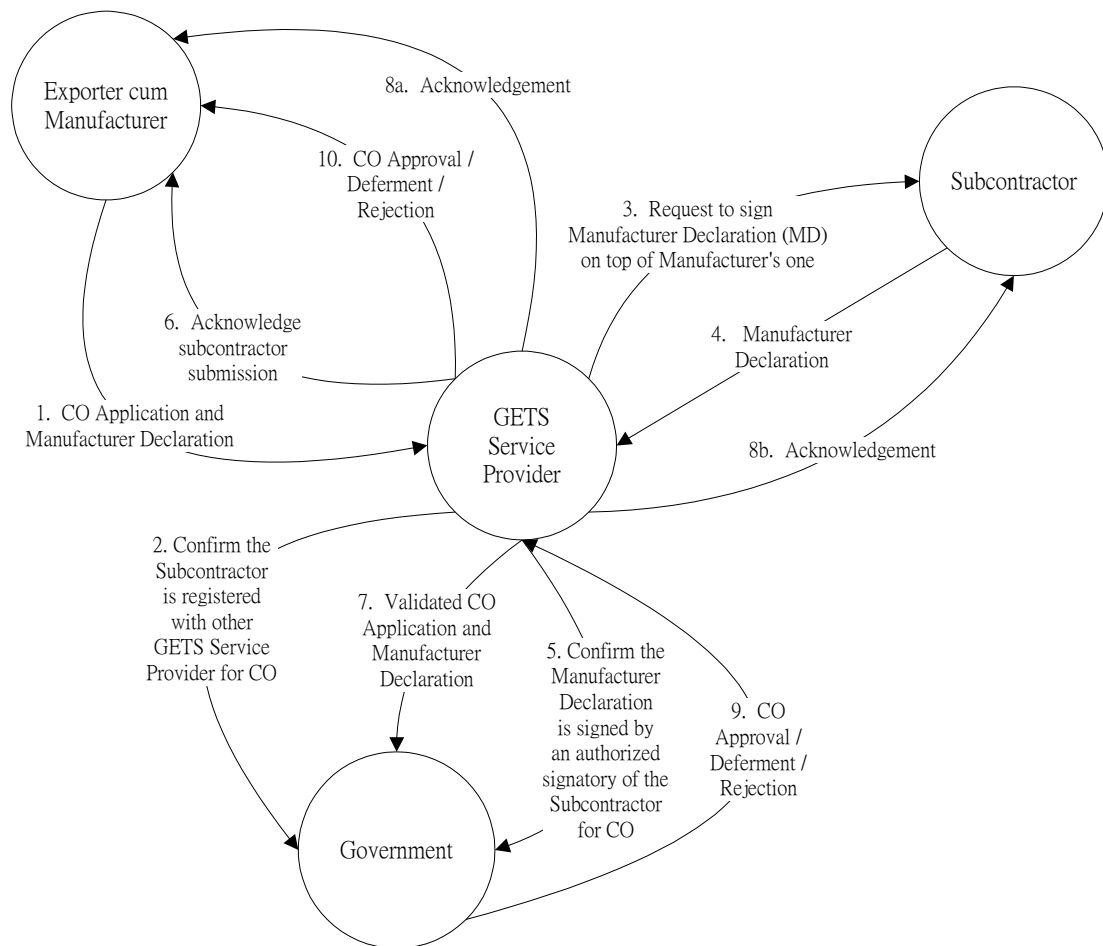 Exporter cum
Manufacturer
8a.  Acknowledgement
10.  CO Approval /
Deferment /
Rejection
Subcontractor
3.  Request to sign
Manufacturer Declaration (MD)
on top of Manufacturer's one
6.  Acknowledge
subcontractor
submission
4.  Manufacturer
Declaration
1.  CO Application and
Manufacturer Declaration
GETS
Service
Provider
8b.  Acknowledgement
2. Confirm the
Subcontractor
is registered
with other
GETS Service
Provider for CO
7.  Validated CO
Application and
Manufacturer
Declaration
5. Confirm the
Manufacturer
Declaration
is signed by
an authorized
signatory of the
Subcontractor
for CO
9.  CO
Approval /
Deferment /
Rejection
Government